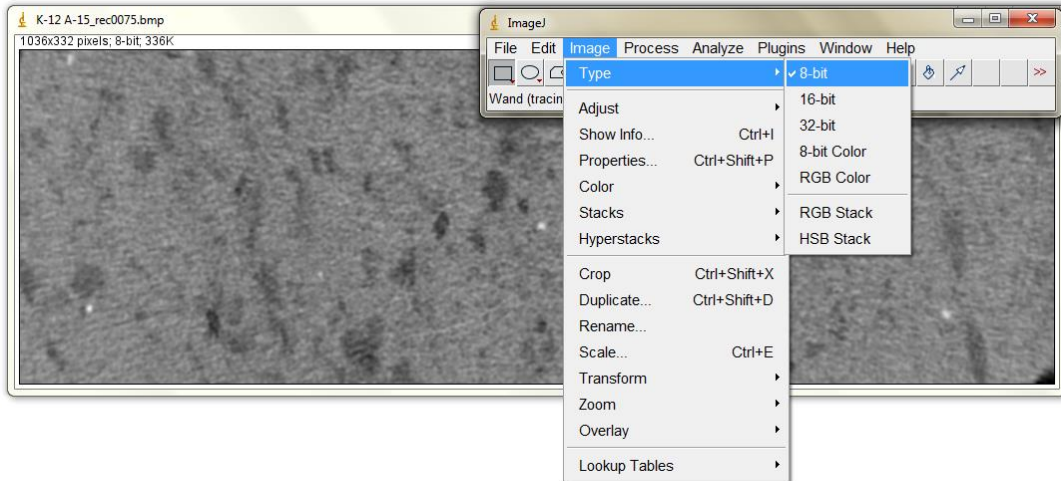 K-12 A-15_rec0075.bmp
1036x332 pixels; 8-bit; 336K
ImageJ
File Edit Image Process Analyze Plugins Window Help
>>
Wand (tracin
Type
Adjust
Show Info... Ctrl+I
Properties... Ctrl+Shift+P
Color
Stacks
Hyperstacks
Crop Ctrl+Shift+X
Duplicate... Ctrl+Shift+D
Rename...
Scale... Ctrl+E
Transform
Zoom
Overlay
Lookup Tables
8-bit
16-bit
32-bit
8-bit Color
RGB Color
RGB Stack
HSB Stack